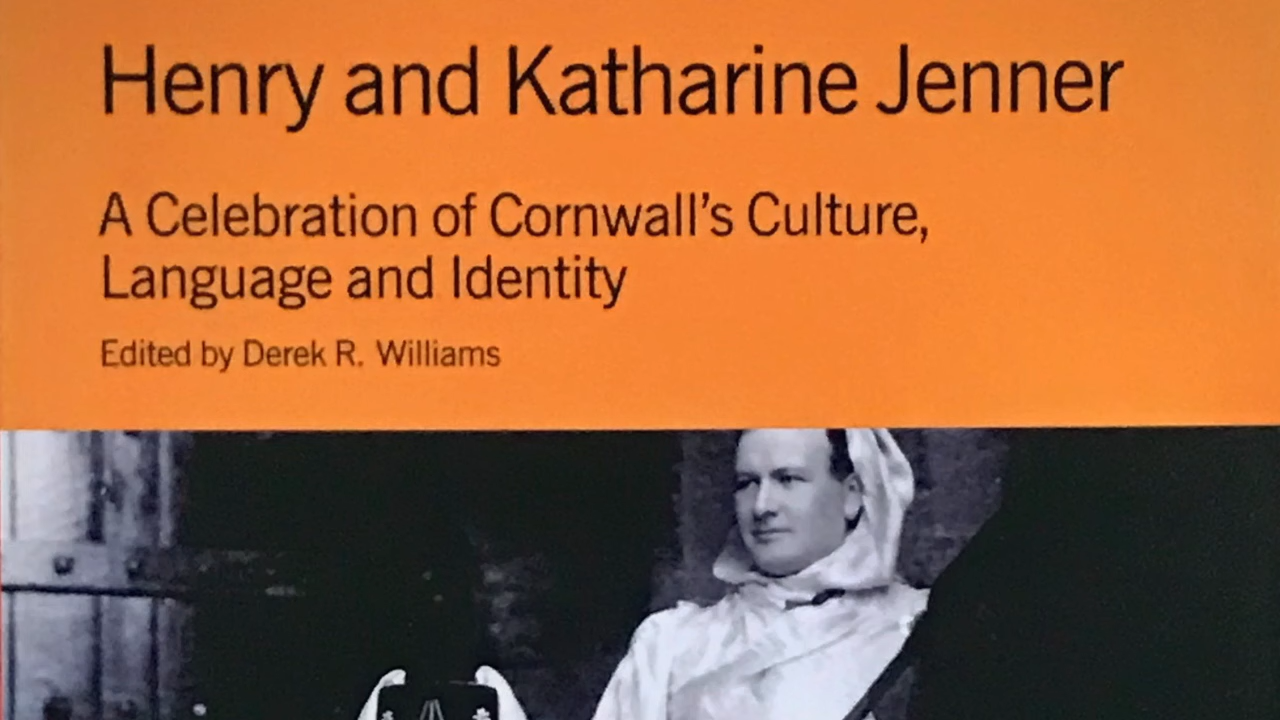 Henry and Katharine Jenner
A Celebration of Cornwall's Culture,
Language and Identity
Edited by Derek R. Williams